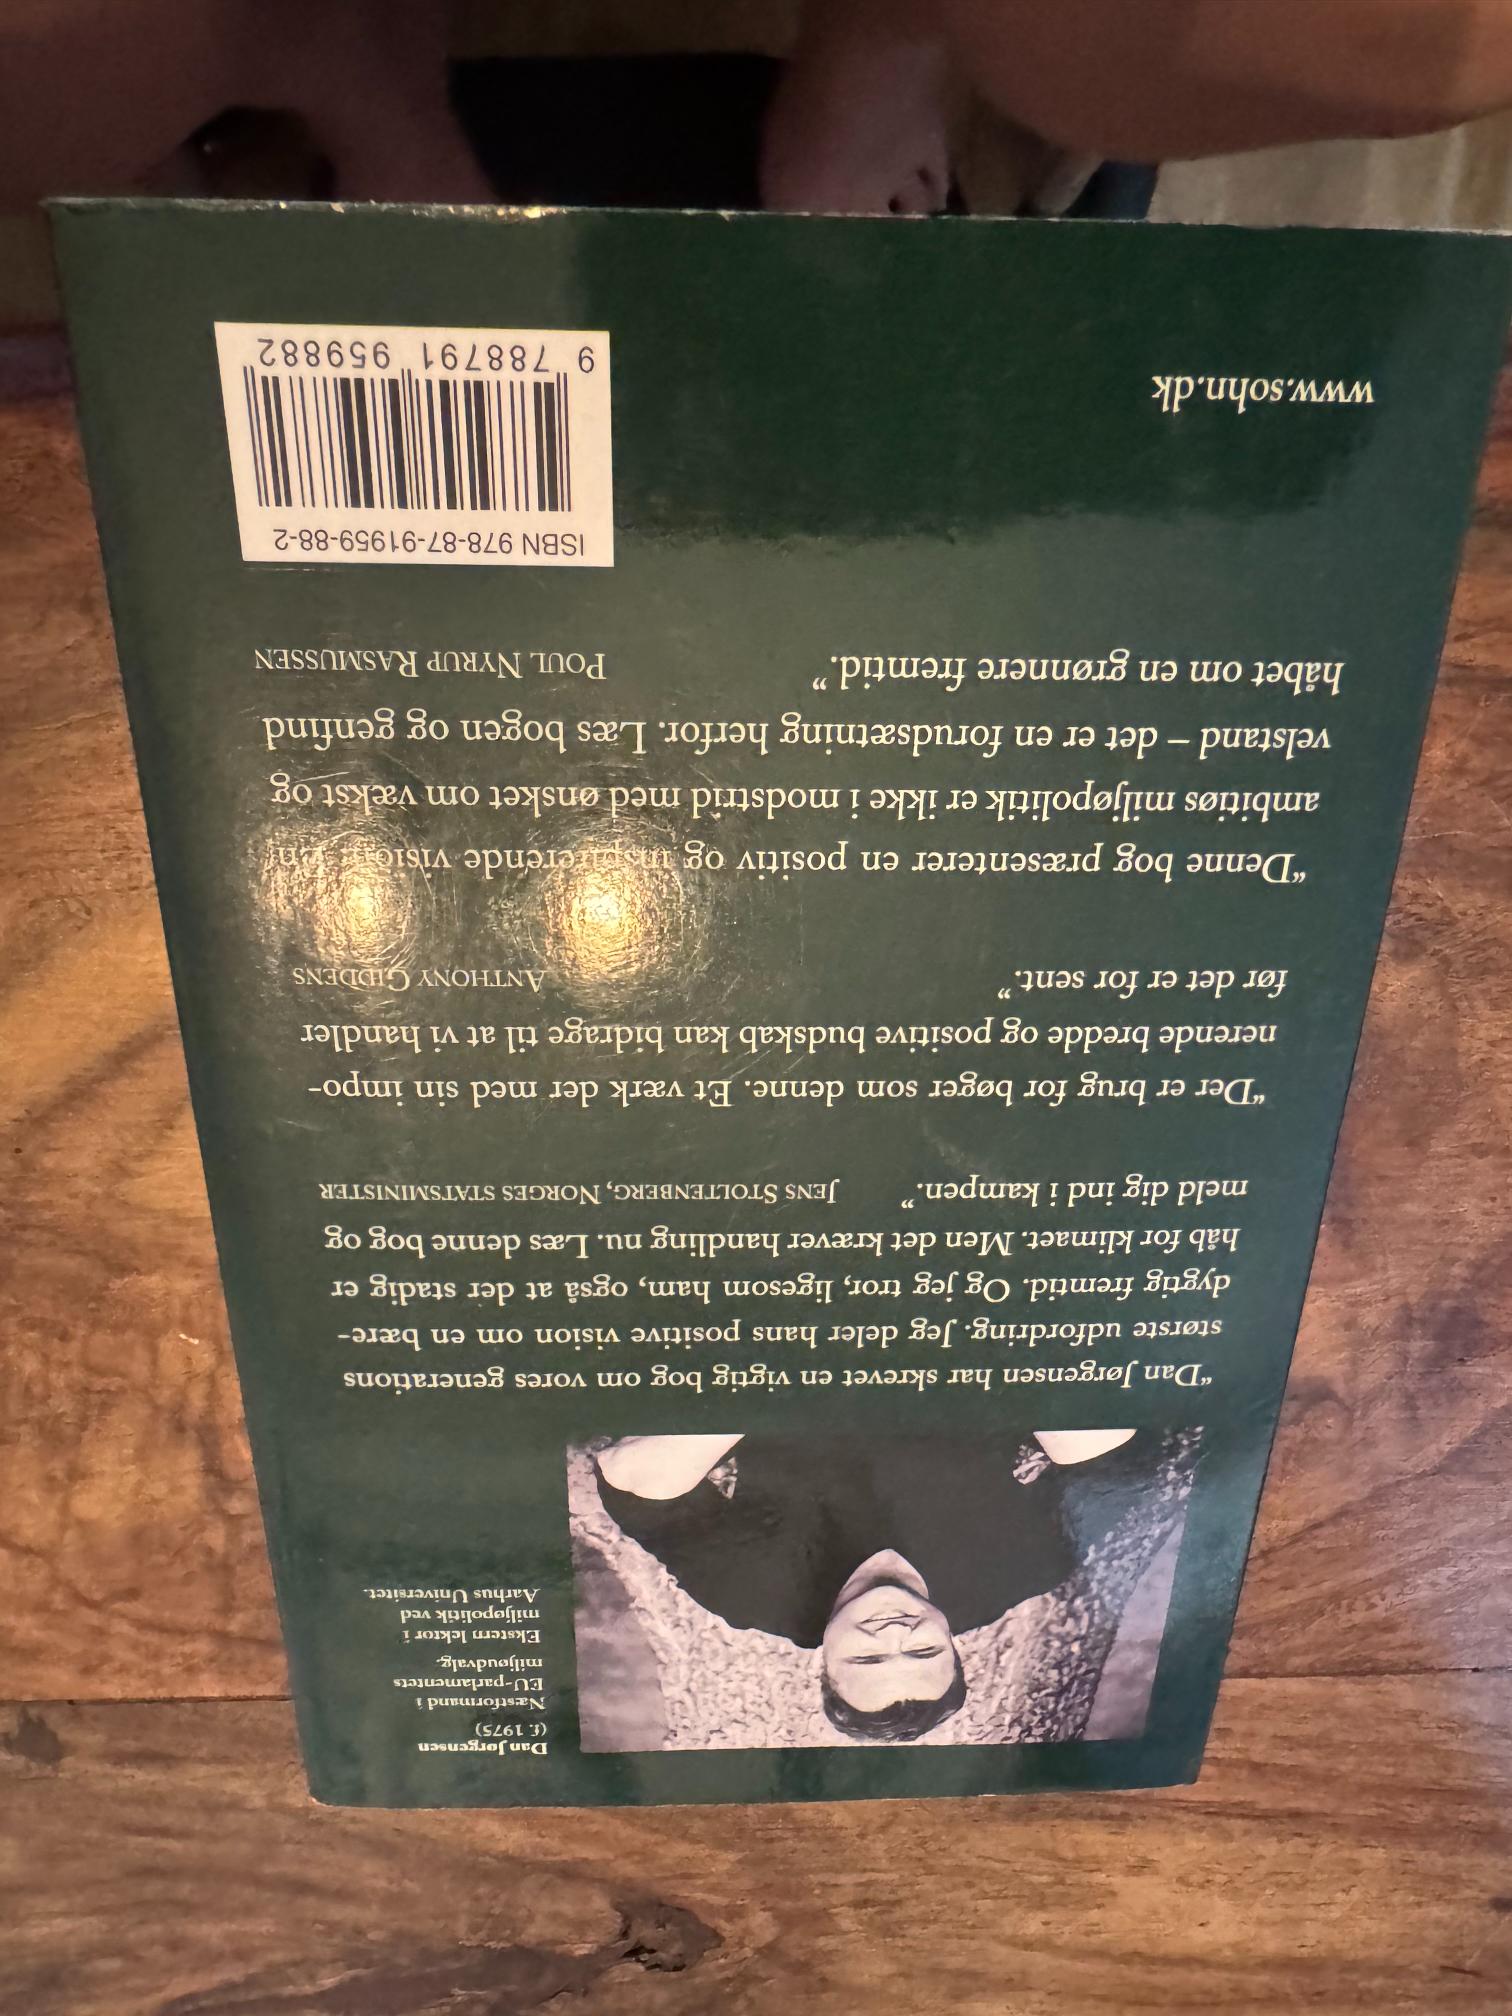 Dan Jørgensen
(f. 1975)
Næstformand i
EU-parlamentets
miljøudvalg.
Ekstern lektor i
miljøpolitik ved
Aarhus Universitet.
“Dan Jørgensen har skrevet en vigtig bog om vores generations
største udfordring. Jeg deler hans positive vision om en bære-
dygtig fremtid. Og jeg tror, ligesom ham, også at der stadig er
håb for klimaet. Men det kræver handling nu. Læs denne bog og
meld dig ind i kampen.” JENS STOLTENBERG, NORGES STATSMINISTER
“Der er brug for bøger som denne. Et værk der med sin impo-
nerende bredde og positive budskab kan bidrage til at vi handler
før det er for sent.” ANTHONY GIDDENS
“Denne bog præsenterer en positiv og inspirerende vision. En
ambitiøs miljøpolitik er ikke i modstrid med ønsket om vækst og
velstand – det er en forudsætning herfor. Læs bogen og genfind
håbet om en grønnere fremtid.” POUL NYRUP RASMUSSEN
www.sohn.dk
ISBN 978-87-91959-88-2
9 788791 959882